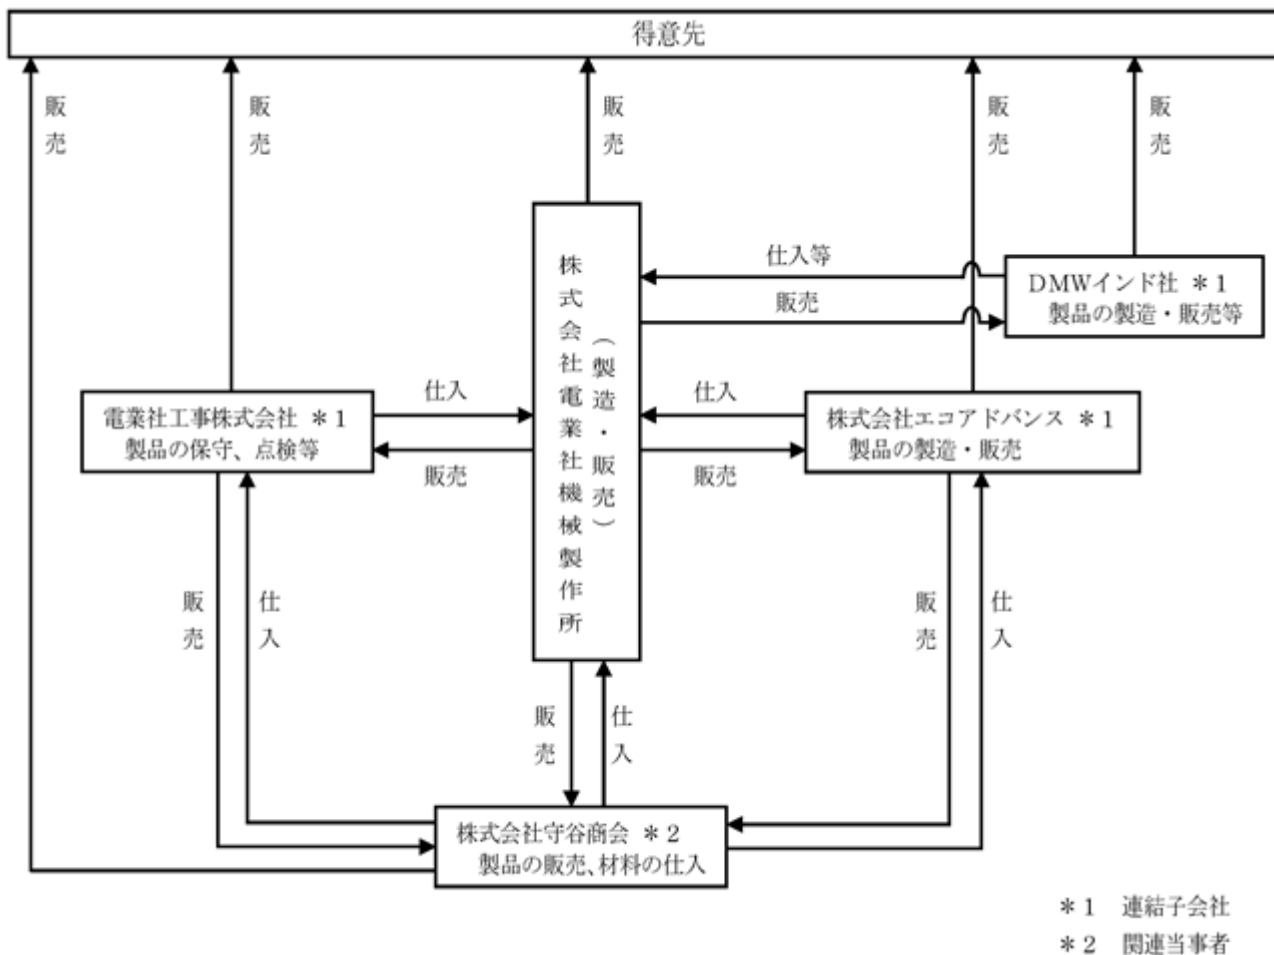 得意先
販売
販売
販売
販売
販売
仕入等
販売
DMWインド社 ＊1
製品の製造・販売等
株式会社電業社機械製作所
（製造・販売）
電業社工事株式会社 ＊1
製品の保守、点検等
仕入
販売
仕入
販売
株式会社エコアドバンス ＊1
製品の製造・販売
販売
仕入
販売
仕入
販売
仕入
株式会社守谷商会 ＊2
製品の販売、材料の仕入
＊1 連結子会社
＊2 関連当事者